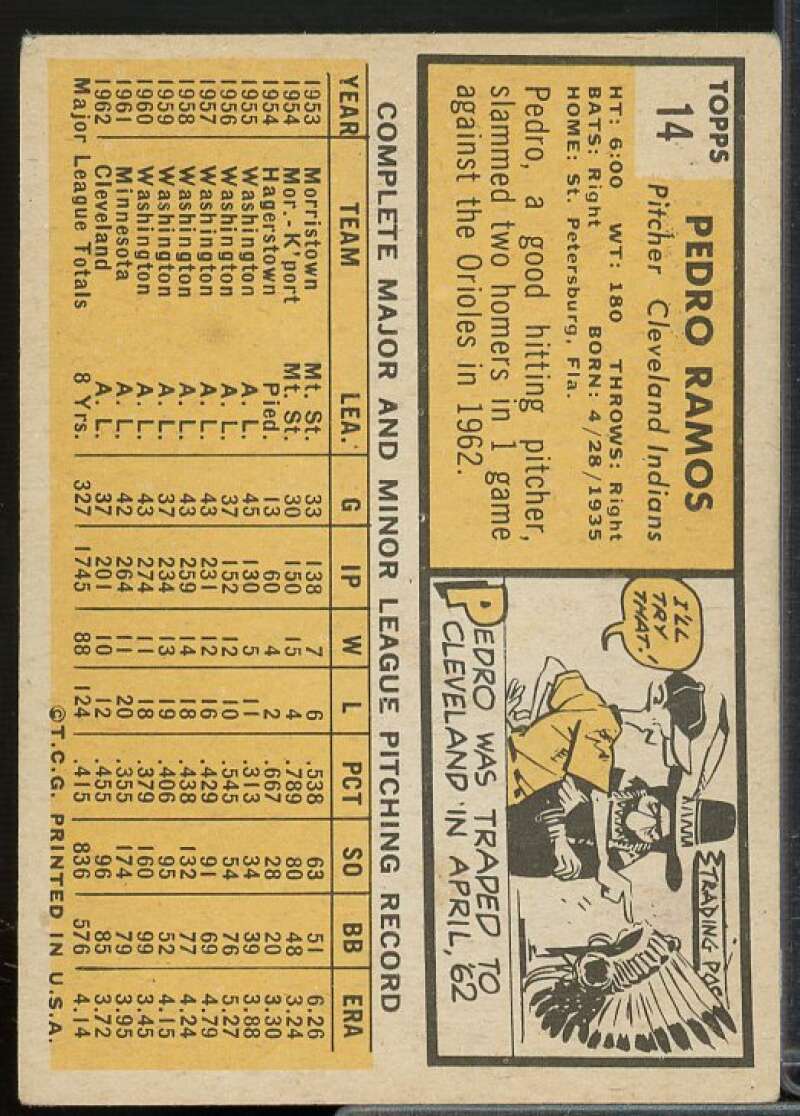 TOPPS
14
PEDRO RAMOS
Pitcher Cleveland Indians
HT: 6:00 WT: 180 THROWS: Right
BATS: Right BORN: 4/28/1935
HOME: St. Petersburg, Fla.
Pedro, a good hitting pitcher,
slammed two homers in 1 game
against the Orioles in 1962.
I'LL
TRY
THAT!
TRADING POS
PEDRO WAS TRADED TO
CLEVELAND IN APRIL, '62
COMPLETE MAJOR AND MINOR LEAGUE PITCHING RECORD
YEAR TEAM LEA. G IP W L PCT SO BB ERA
1953 Morristown Mt. St. 33 138 7 6 .538 63 51 6.26
1954 Mor.-K'port Mt. St. 30 150 15 4 .789 80 48 3.24
1954 Hagerstown Pied. 13 60 4 2 .667 28 20 3.30
1955 Washington A. L. 45 130 5 11 .313 34 39 3.88
1956 Washington A. L. 37 152 12 10 .545 54 76 5.27
1957 Washington A. L. 43 231 12 16 .429 91 69 4.79
1958 Washington A. L. 43 259 14 18 .438 132 77 4.24
1959 Washington A. L. 37 234 13 19 .406 95 52 4.15
1960 Washington A. L. 43 274 11 18 .379 160 99 3.45
1961 Minnesota A. L. 42 264 11 20 .355 174 79 3.95
1962 Cleveland A. L. 37 201 10 12 .455 96 85 3.72
Major League Totals 8 Yrs. 327 1745 88 124 .415 836 576 4.14
©T.C.G. PRINTED IN U.S.A.